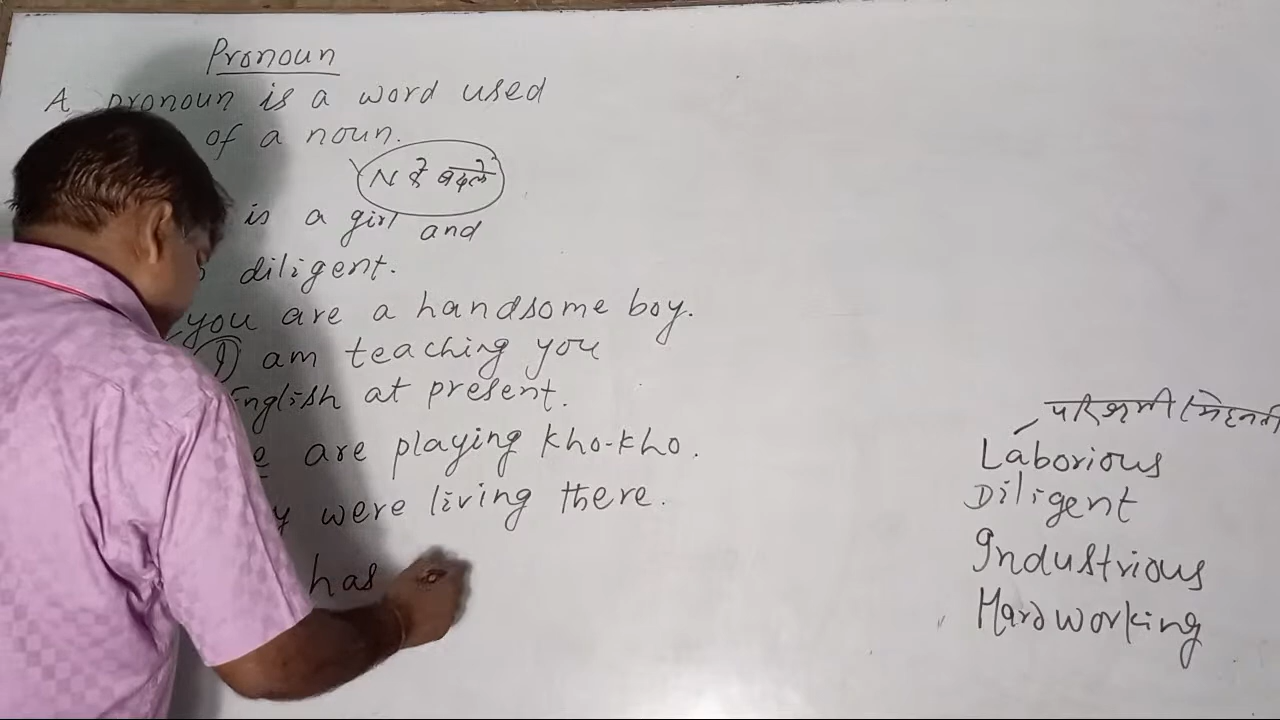 Pronoun
A pronoun is a word used
of a noun.
N के बदले
is a girl and
diligent.
you are a handsome boy.
I am teaching you
English at present.
are playing kho-kho.
were living there.
has
परिश्रमी / मेहनती
Laborious
Diligent
Industrious
Hardworking